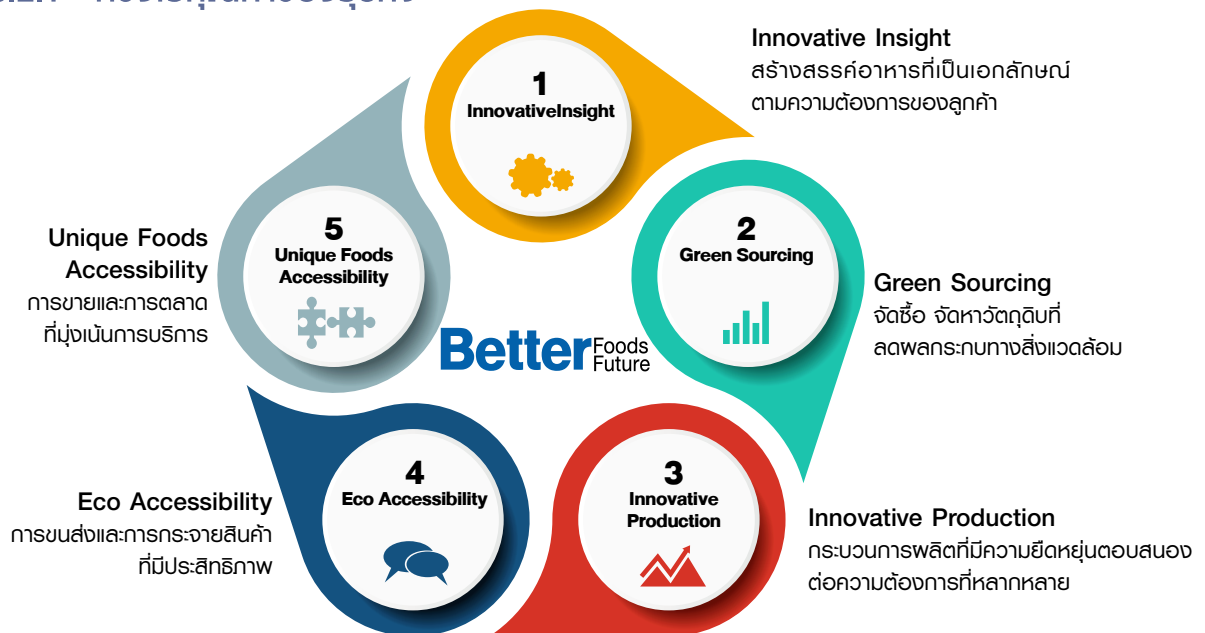 1
InnovativeInsight
Innovative Insight
สร้างสรรค์อาหารที่เป็นเอกลักษณ์
ตามความต้องการของลูกค้า
2
Green Sourcing
Green Sourcing
จัดซื้อ จัดหาวัตถุดิบที่
ลดผลกระทบทางสิ่งแวดล้อม
3
Innovative
Production
Innovative Production
กระบวนการผลิตที่มีความยืดหยุ่นตอบสนอง
ต่อความต้องการที่หลากหลาย
4
Eco Accessibility
Eco Accessibility
การขนส่งและการกระจายสินค้า
ที่มีประสิทธิภาพ
5
Unique Foods
Accessibility
Unique Foods
Accessibility
การขายและการตลาด
ที่มุ่งเน้นการบริการ
Better Foods
Future